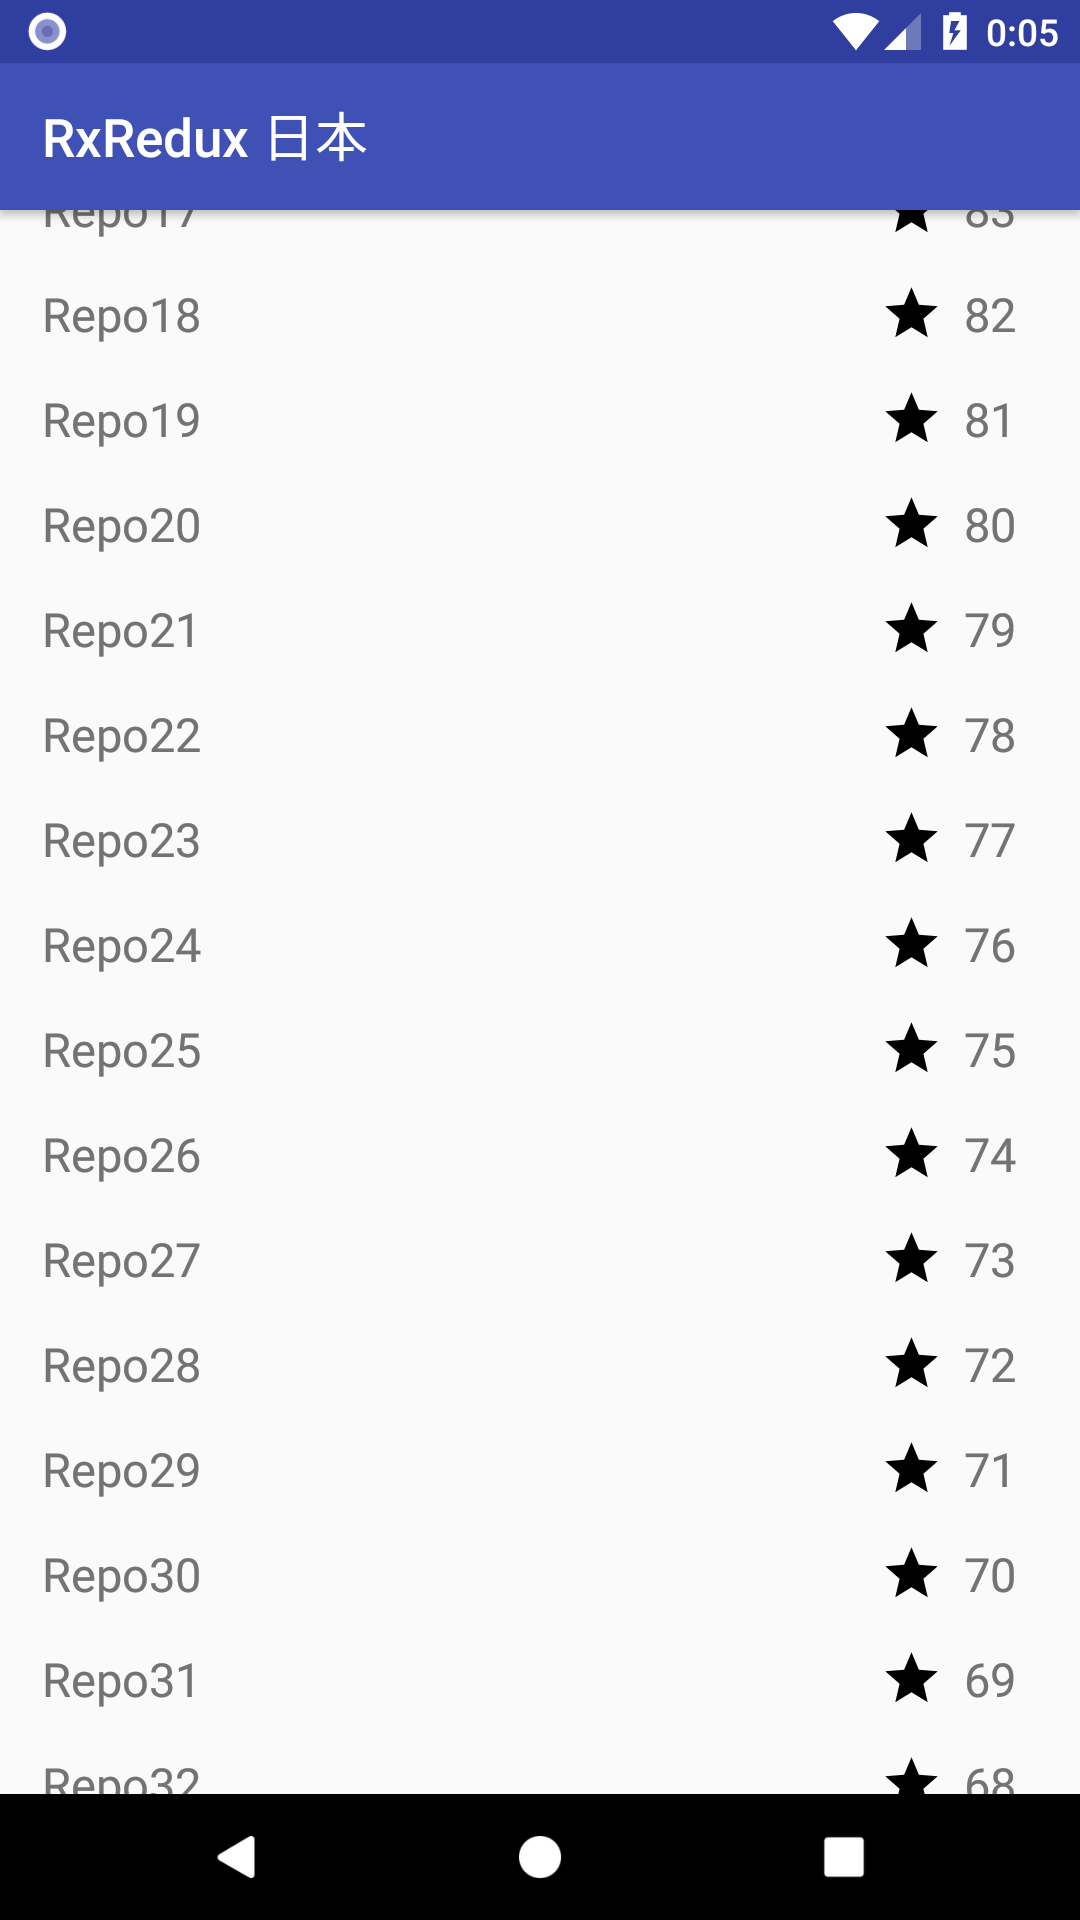 0:05
RxRedux 日本
Repo17 83
Repo18 82
Repo19 81
Repo20 80
Repo21 79
Repo22 78
Repo23 77
Repo24 76
Repo25 75
Repo26 74
Repo27 73
Repo28 72
Repo29 71
Repo30 70
Repo31 69
Repo32 68